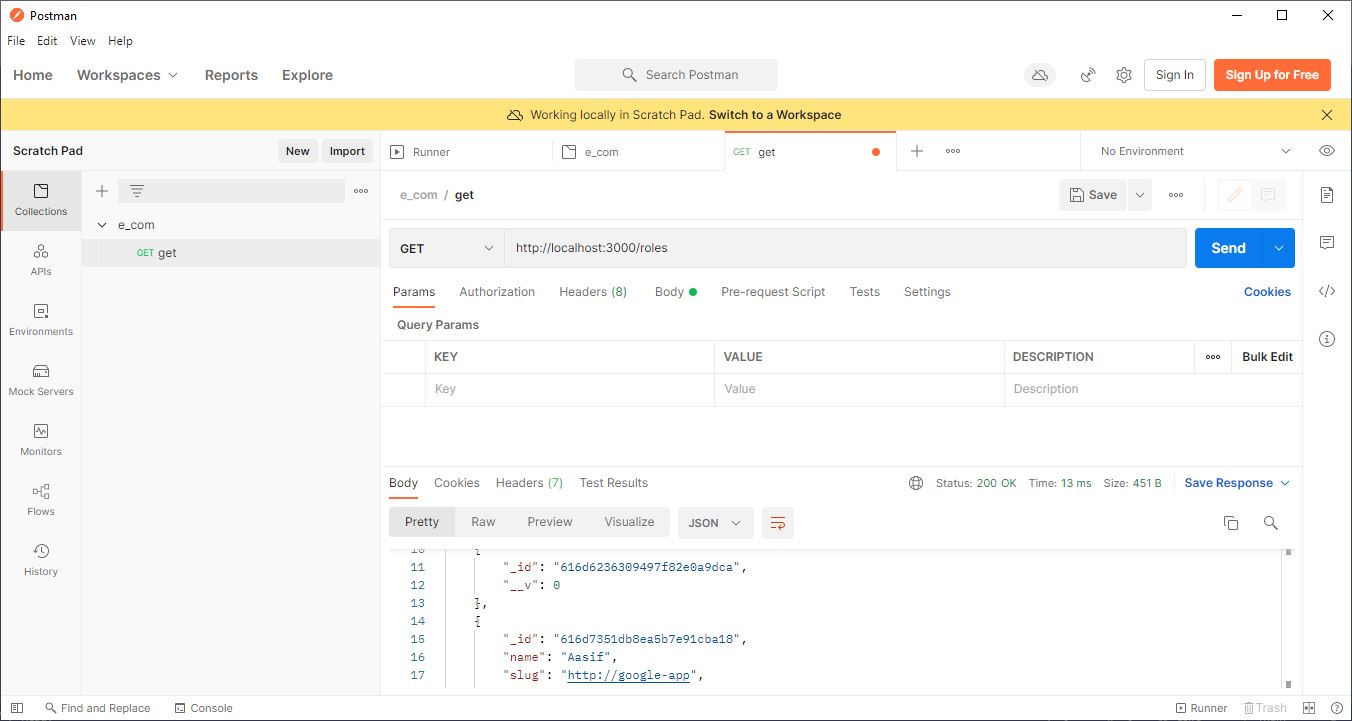 Postman
File Edit View Help
Home Workspaces Reports Explore Search Postman Sign In Sign Up for Free
Working locally in Scratch Pad. Switch to a Workspace
Scratch Pad New Import Runner e_com GET get No Environment
Collections
e_com / get Save
e_com
GET get
GET http://localhost:3000/roles Send
APIs
Params Authorization Headers (8) Body Pre-request Script Tests Settings Cookies
Environments
Query Params
KEY VALUE DESCRIPTION Bulk Edit
Key Value Description
Mock Servers
Monitors
Body Cookies Headers (7) Test Results Status: 200 OK Time: 13 ms Size: 451 B Save Response
Flows
Pretty Raw Preview Visualize JSON
History
10 {
11 "_id": "616d6236309497f82e0a9dca",
12 "__v": 0
13 },
14 {
15 "_id": "616d7351db8ea5b7e91cba18",
16 "name": "Aasif",
17 "slug": "http://google-app",
Find and Replace Console Runner Trash